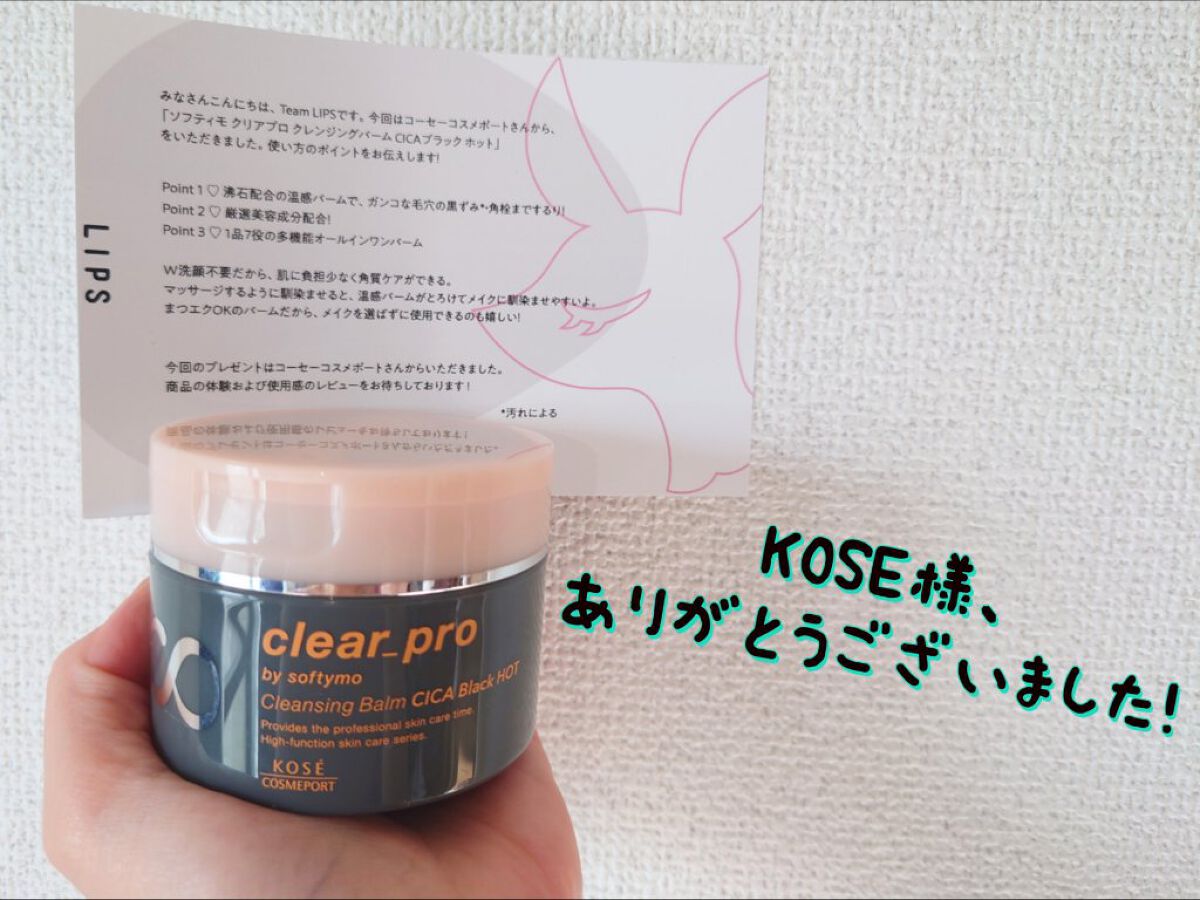 みなさんこんにちは、Team LIPSです。今回はコーセーコスメポートさんから、
「ソフティモ クリアプロ クレンジングバーム CICAブラック ホット」
をいただきました。使い方のポイントをお伝えします!
Point 1 ♡ 沸石配合の温感バームで、ガンコな毛穴の黒ずみ*・角栓までするり!
Point 2 ♡ 厳選美容成分配合!
Point 3 ♡ 1品7役の多機能オールインワンバーム
W洗顔不要だから、肌に負担少なく角質ケアができる。
マッサージするように馴染ませると、温感バームがとろけてメイクに馴染ませやすいよ。
まつエクOKのバームだから、メイクを選ばずに使用できるのも嬉しい!
今回のプレゼントはコーセーコスメポートさんからいただきました。
商品の体験および使用感のレビューをお待ちしております!
*汚れによる
LIPS
clear_pro
by softymo
Cleansing Balm CICA Black HOT
Provides the professional skin care time.
High-function skin care series.
KOSÉ
COSMEPORT
KOSE様、
ありがとうございました!